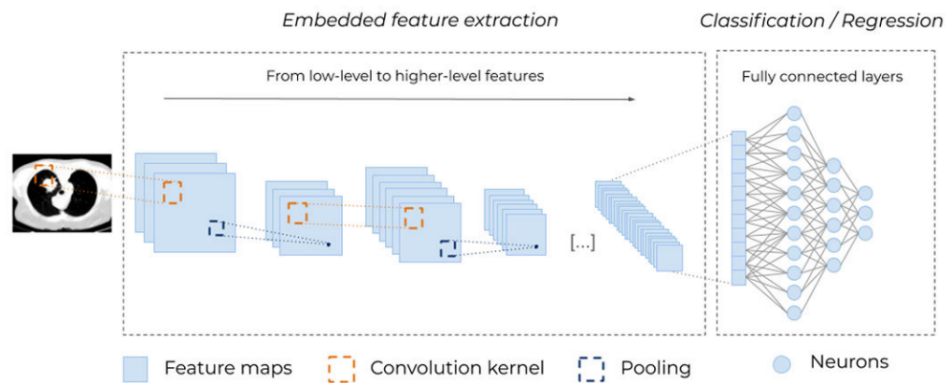 Embedded feature extraction
Classification / Regression
From low-level to higher-level features
Fully connected layers
[...]
Feature maps
Convolution kernel
Pooling
Neurons